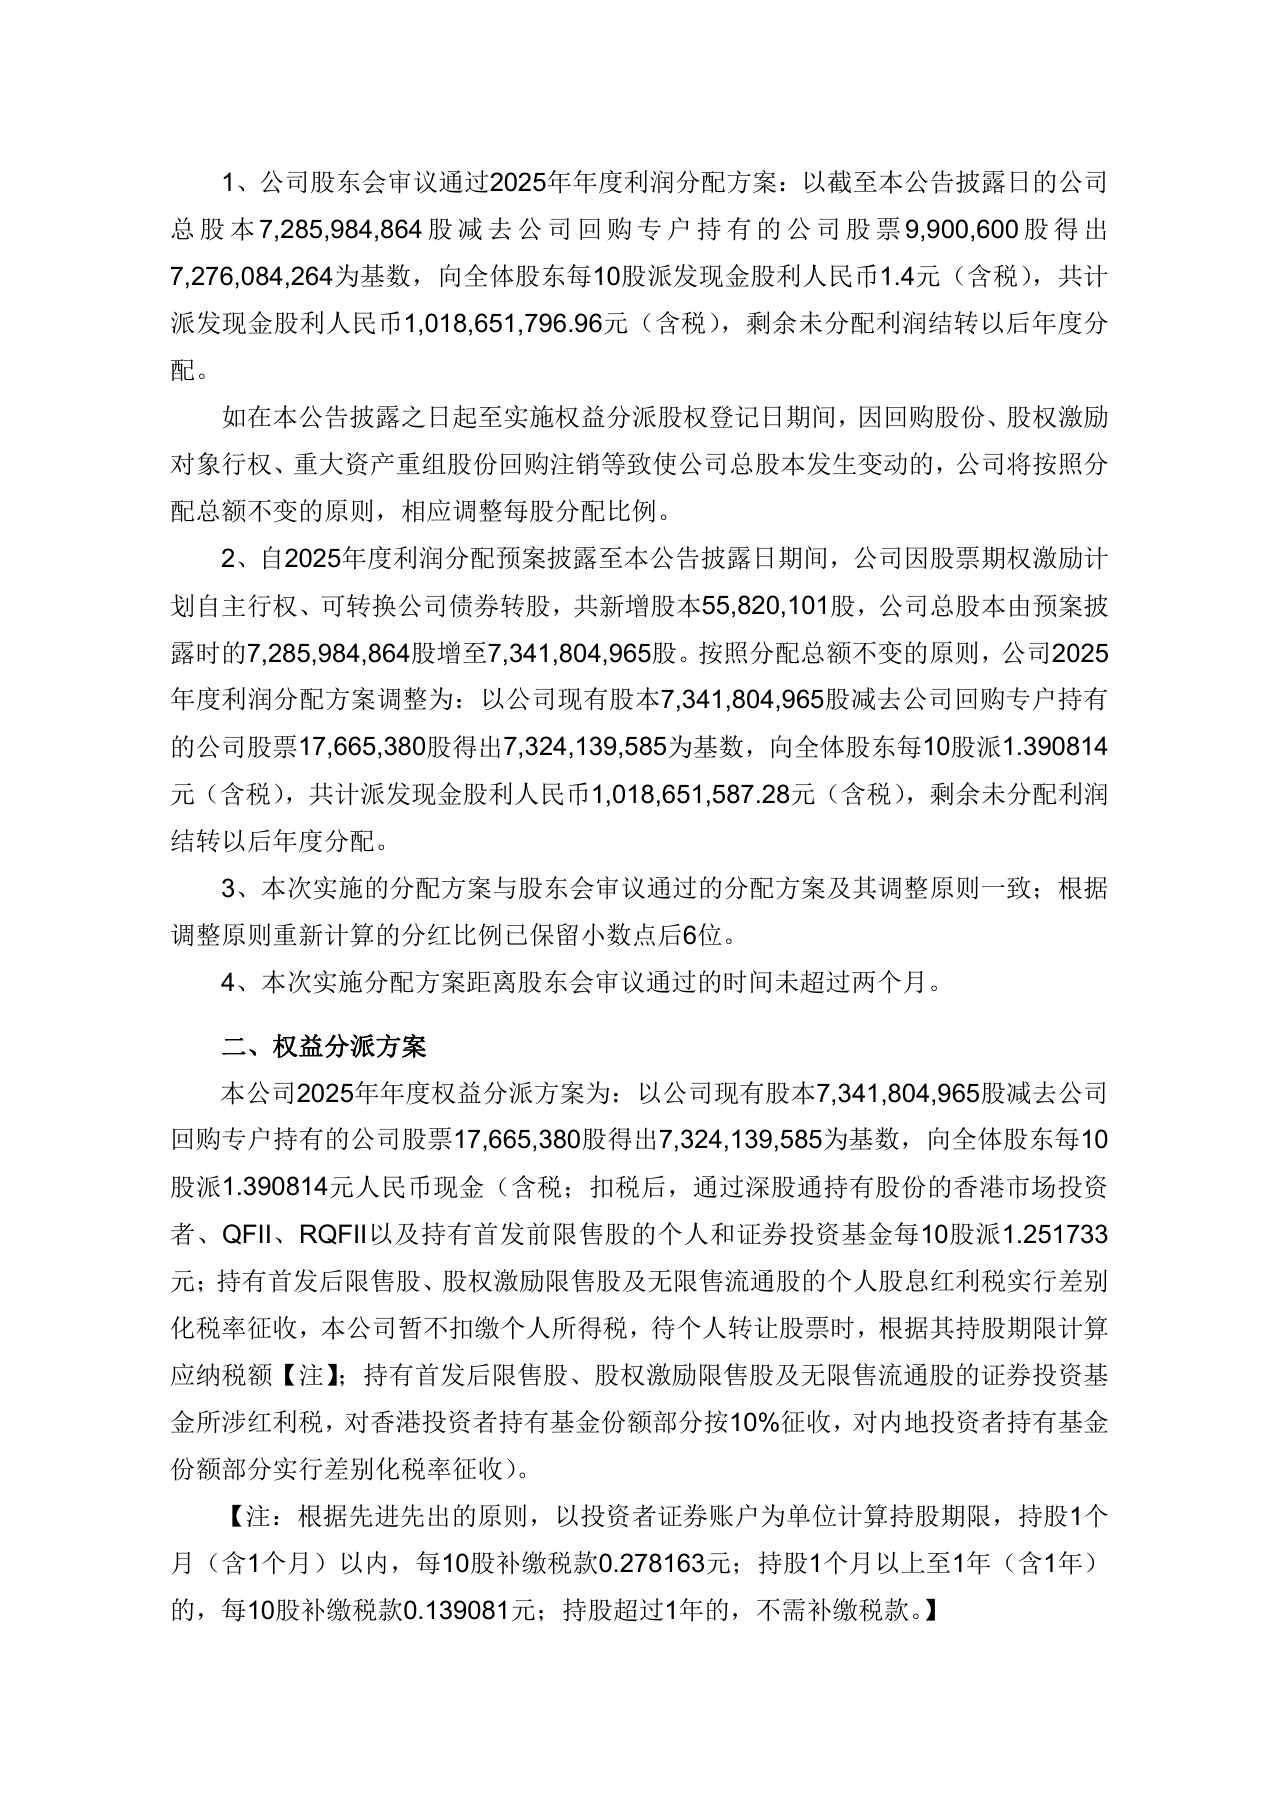 1、公司股东会审议通过2025年年度利润分配方案：以截至本公告披露日的公司
总股本7,285,984,864股减去公司回购专户持有的公司股票9,900,600股得出
7,276,084,264为基数，向全体股东每10股派发现金股利人民币1.4元（含税），共计
派发现金股利人民币1,018,651,796.96元（含税），剩余未分配利润结转以后年度分
配。
如在本公告披露之日起至实施权益分派股权登记日期间，因回购股份、股权激励
对象行权、重大资产重组股份回购注销等致使公司总股本发生变动的，公司将按照分
配总额不变的原则，相应调整每股分配比例。
2、自2025年度利润分配预案披露至本公告披露日期间，公司因股票期权激励计
划自主行权、可转换公司债券转股，共新增股本55,820,101股，公司总股本由预案披
露时的7,285,984,864股增至7,341,804,965股。按照分配总额不变的原则，公司2025
年度利润分配方案调整为：以公司现有股本7,341,804,965股减去公司回购专户持有
的公司股票17,665,380股得出7,324,139,585为基数，向全体股东每10股派1.390814
元（含税），共计派发现金股利人民币1,018,651,587.28元（含税），剩余未分配利润
结转以后年度分配。
3、本次实施的分配方案与股东会审议通过的分配方案及其调整原则一致；根据
调整原则重新计算的分红比例已保留小数点后6位。
4、本次实施分配方案距离股东会审议通过的时间未超过两个月。
二、权益分派方案
本公司2025年年度权益分派方案为：以公司现有股本7,341,804,965股减去公司
回购专户持有的公司股票17,665,380股得出7,324,139,585为基数，向全体股东每10
股派1.390814元人民币现金（含税；扣税后，通过深股通持有股份的香港市场投资
者、QFII、RQFII以及持有首发前限售股的个人和证券投资基金每10股派1.251733
元；持有首发后限售股、股权激励限售股及无限售流通股的个人股息红利税实行差别
化税率征收，本公司暂不扣缴个人所得税，待个人转让股票时，根据其持股期限计算
应纳税额【注】；持有首发后限售股、股权激励限售股及无限售流通股的证券投资基
金所涉红利税，对香港投资者持有基金份额部分按10%征收，对内地投资者持有基金
份额部分实行差别化税率征收）。
【注：根据先进先出的原则，以投资者证券账户为单位计算持股期限，持股1个
月（含1个月）以内，每10股补缴税款0.278163元；持股1个月以上至1年（含1年）
的，每10股补缴税款0.139081元；持股超过1年的，不需补缴税款。】